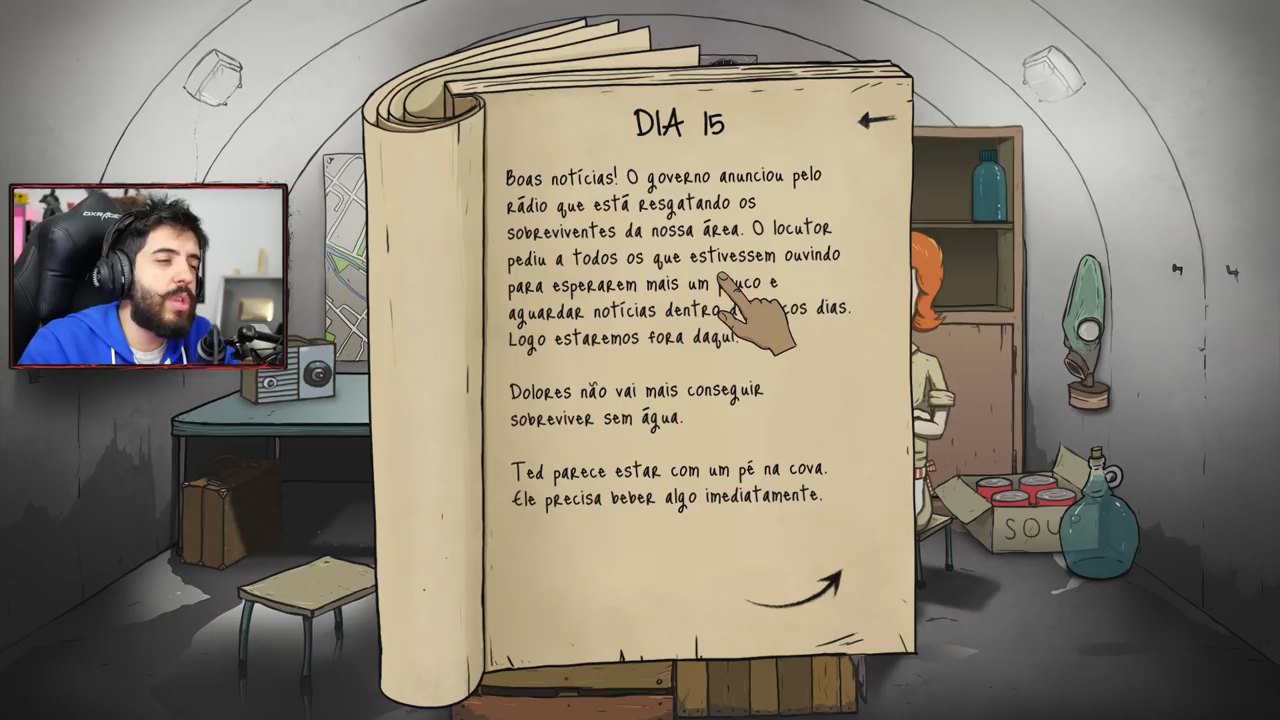 DIA 15
Boas notícias! O governo anunciou pelo
rádio que está resgatando os
sobreviventes da nossa área. O locutor
pediu a todos os que estivessem ouvindo
para esperarem mais um e
aguardar notícias dentro dias.
Logo estaremos fora daqui.
Dolores não vai mais conseguir
sobreviver sem água.
Ted parece estar com um pé na cova.
Ele precisa beber algo imediatamente.
SOU